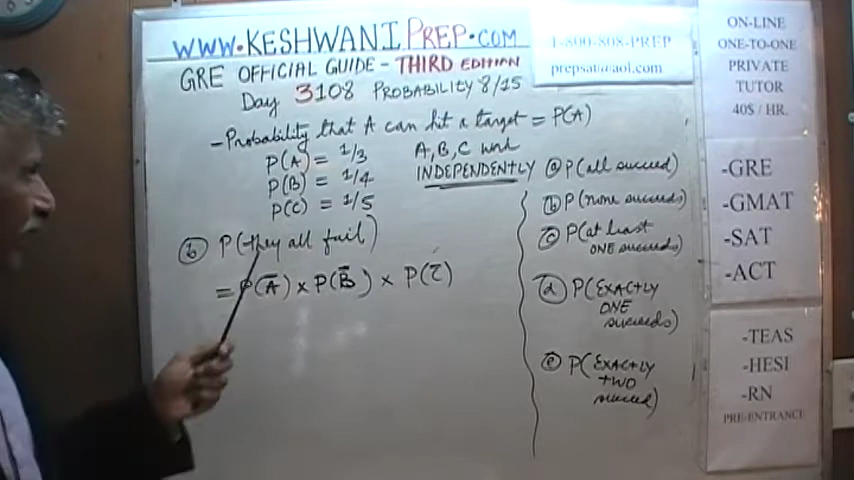 WWW.KESHWANIPREP.COM
GRE OFFICIAL GUIDE - THIRD EDITION
Day 3108 PROBABILITY 8/15
- Probability that A can hit a target = P(A)
P(A) = 1/3
P(B) = 1/4
P(C) = 1/5
A, B, C work
INDEPENDENTLY
(b) P(they all fail)
= P(A̅) × P(B̅) × P(C̅)
(a) P(all succeed)
(b) P(none succeeds)
(c) P(at least
ONE succeeds)
(d) P(EXACTLY
ONE
succeeds)
(e) P(EXACTLY
TWO
succeed)
1-800-808-PREP
prepsat@aol.com
ON-LINE
ONE-TO-ONE
PRIVATE
TUTOR
40$ / HR.
-GRE
-GMAT
-SAT
-ACT
-TEAS
-HESI
-RN
PRE-ENTRANCE